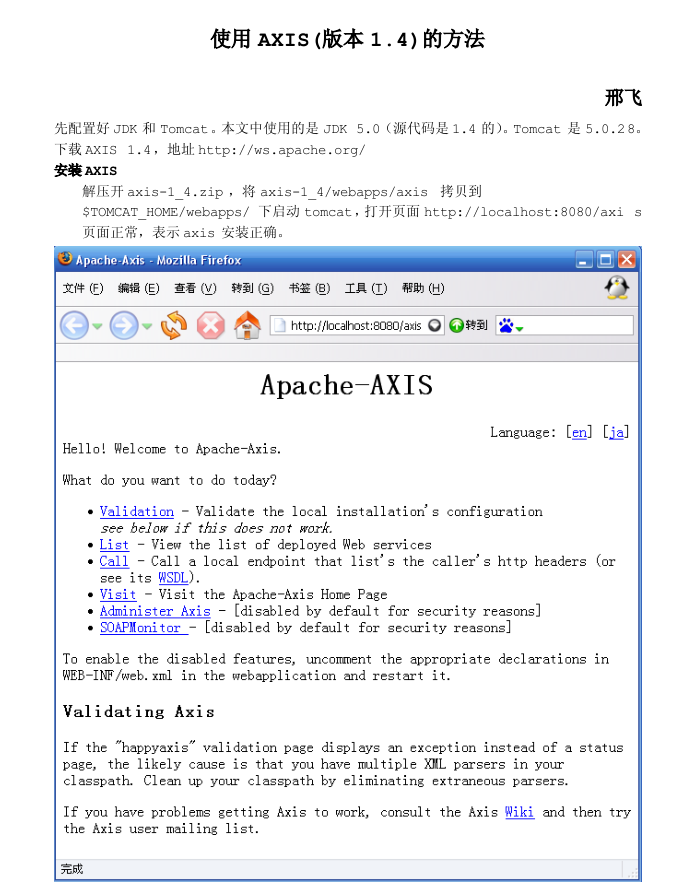 使用 AXIS(版本 1.4)的方法
邢飞
先配置好 JDK 和 Tomcat。本文中使用的是 JDK 5.0（源代码是 1.4 的）。Tomcat 是 5.0.28。
下载 AXIS 1.4，地址 http://ws.apache.org/
安装 AXIS
解压开 axis-1_4.zip ，将 axis-1_4/webapps/axis 拷贝到
$TOMCAT_HOME/webapps/ 下启动 tomcat，打开页面 http://localhost:8080/axi s
页面正常，表示 axis 安装正确。
Apache-Axis - Mozilla Firefox
文件 (F) 编辑 (E) 查看 (V) 转到 (G) 书签 (B) 工具 (T) 帮助 (H)
http://localhost:8080/axis 转到
Apache-AXIS
Language: [en] [ja]
Hello! Welcome to Apache-Axis.
What do you want to do today?
• Validation - Validate the local installation's configuration
see below if this does not work.
• List - View the list of deployed Web services
• Call - Call a local endpoint that list's the caller's http headers (or
see its WSDL).
• Visit - Visit the Apache-Axis Home Page
• Administer Axis - [disabled by default for security reasons]
• SOAPMonitor - [disabled by default for security reasons]
To enable the disabled features, uncomment the appropriate declarations in
WEB-INF/web.xml in the webapplication and restart it.
Validating Axis
If the "happyaxis" validation page displays an exception instead of a status
page, the likely cause is that you have multiple XML parsers in your
classpath. Clean up your classpath by eliminating extraneous parsers.
If you have problems getting Axis to work, consult the Axis Wiki and then try
the Axis user mailing list.
完成